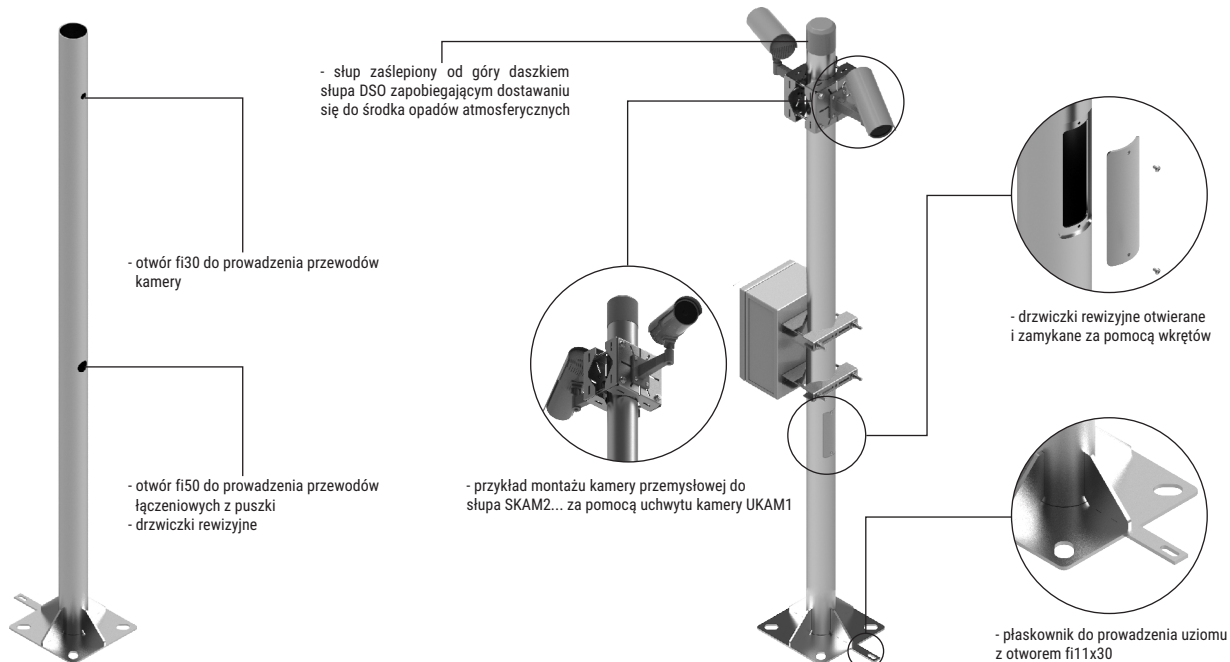 - słup zaślepiony od góry daszkiem
słupa DSO zapobiegającym dostawaniu
się do środka opadów atmosferycznych
- otwór fi30 do prowadzenia przewodów
kamery
- drzwiczki rewizyjne otwierane
i zamykane za pomocą wkrętów
- otwór fi50 do prowadzenia przewodów
łączeniowych z puszki
- drzwiczki rewizyjne
- przykład montażu kamery przemysłowej do
słupa SKAM2... za pomocą uchwytu kamery UKAM1
- płaskownik do prowadzenia uziomu
z otworem fi11x30